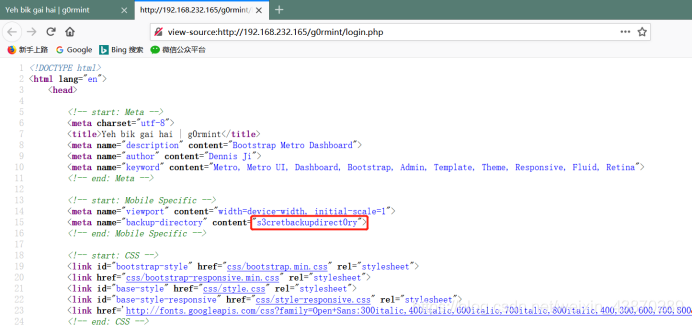 Yeh bik gai hai | g0rmint
http://192.168.232.165/g0rmint/l
view-source:http://192.168.232.165/g0rmint/login.php
新手上路 Google Bing 搜索 微信公众平台
1 <!DOCTYPE html>
2 <html lang="en">
3 <head>
4
5 <!-- start: Meta -->
6 <meta charset="utf-8">
7 <title>Yeh bik gai hai | g0rmint</title>
8 <meta name="description" content="Bootstrap Metro Dashboard">
9 <meta name="author" content="Dennis Ji">
10 <meta name="keyword" content="Metro, Metro UI, Dashboard, Bootstrap, Admin, Template, Theme, Responsive, Fluid, Retina">
11 <!-- end: Meta -->
12
13 <!-- start: Mobile Specific -->
14 <meta name="viewport" content="width=device-width, initial-scale=1">
15 <meta name="backup-directory" content="s3cretbackupdirect0ry">
16 <!-- end: Mobile Specific -->
17
18 <!-- start: CSS -->
19 <link id="bootstrap-style" href="css/bootstrap.min.css" rel="stylesheet">
20 <link href="css/bootstrap-responsive.min.css" rel="stylesheet">
21 <link id="base-style" href="css/style.css" rel="stylesheet">
22 <link id="base-style-responsive" href="css/style-responsive.css" rel="stylesheet">
23 <link href='http://fonts.googleapis.com/css?family=Open+Sans:300italic,400italic,600italic,700italic,800italic,400,300,600,700,800
24 <!-- end: CSS -->